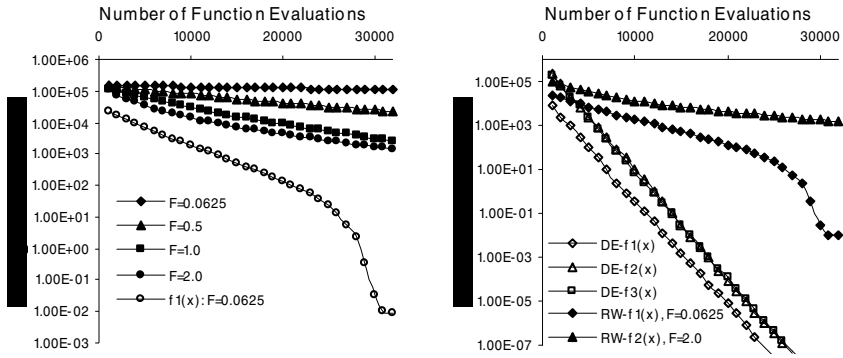 Number of Function Evaluations
0 10000 20000 30000
1.00E+06
1.00E+05
1.00E+04
1.00E+03
1.00E+02
1.00E+01
1.00E+00
1.00E-01
1.00E-02
1.00E-03
F=0.0625
F=0.5
F=1.0
F=2.0
f1(x): F=0.0625
Number of Function Evaluations
0 10000 20000 30000
1.00E+05
1.00E+03
1.00E+01
1.00E-01
1.00E-03
1.00E-05
1.00E-07
DE-f1(x)
DE-f2(x)
DE-f3(x)
RW-f1(x), F=0.0625
RW-f2(x), F=2.0